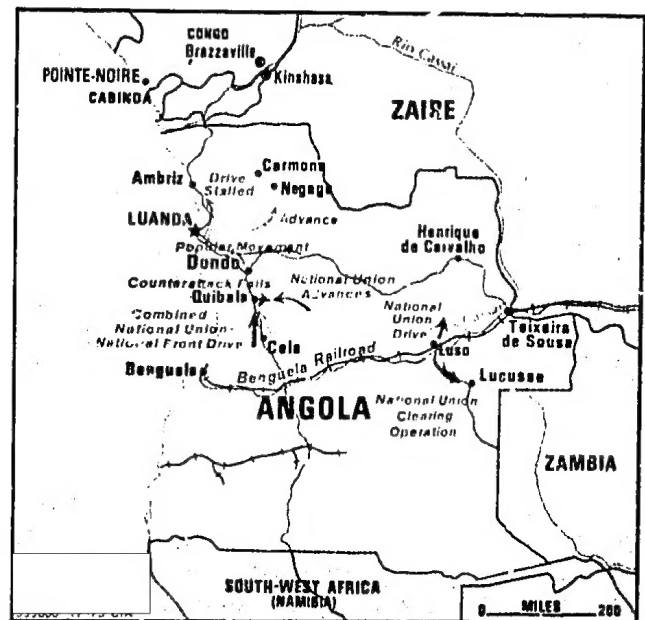 CONGO
Brazzaville
POINTE-NOIRE
CABINDA
Kinshasa
Rio Cassai
ZAIRE
Ambriz
Drive
Stalled
Carmona
Negage
LUANDA
Advance
Popular Movement
Henrique
de Carvalho
Dondo
Counterattack Fails
Quibala
National Union
Advances
Combined
National Union-
National Front Drive
National
Union
Drive
Teixeira
de Sousa
Cela
Luso
Benguela
Benguela Railroad
Lucusse
ANGOLA
National Union
Clearing
Operation
ZAMBIA
SOUTH-WEST AFRICA
(NAMIBIA)
0 MILES 200